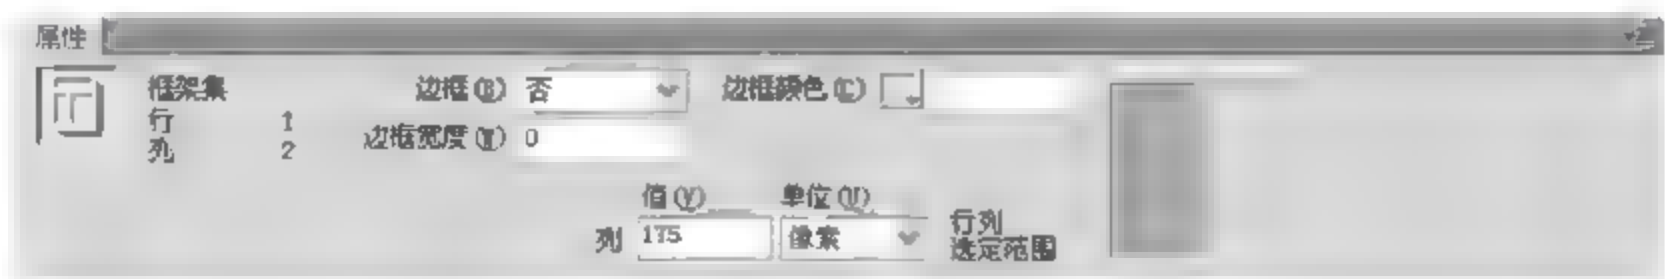 属性
框架集 边框(B) 否 边框颜色(C)
行 1
边框宽度(W) 0
列 2
值(V) 单位(U)
列 175 像素 行列
选定范围